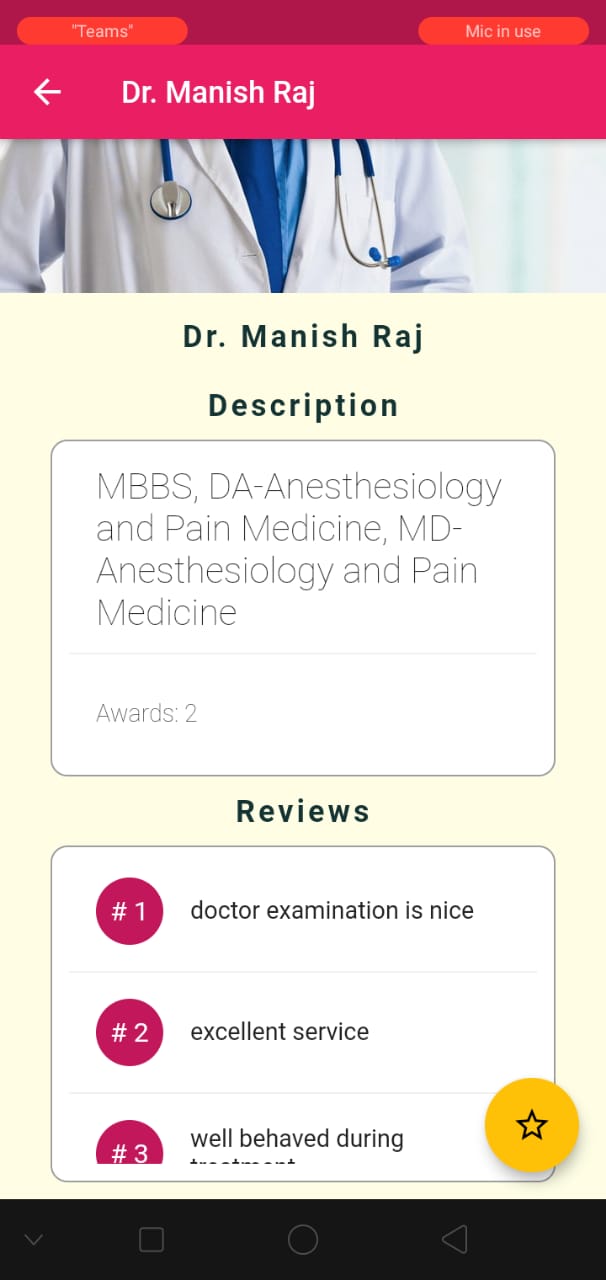 "Teams"
Mic in use
Dr. Manish Raj
Dr. Manish Raj
Description
MBBS, DA-Anesthesiology
and Pain Medicine, MD-
Anesthesiology and Pain
Medicine
Awards: 2
Reviews
# 1
doctor examination is nice
# 2
excellent service
# 3
well behaved during
treatment